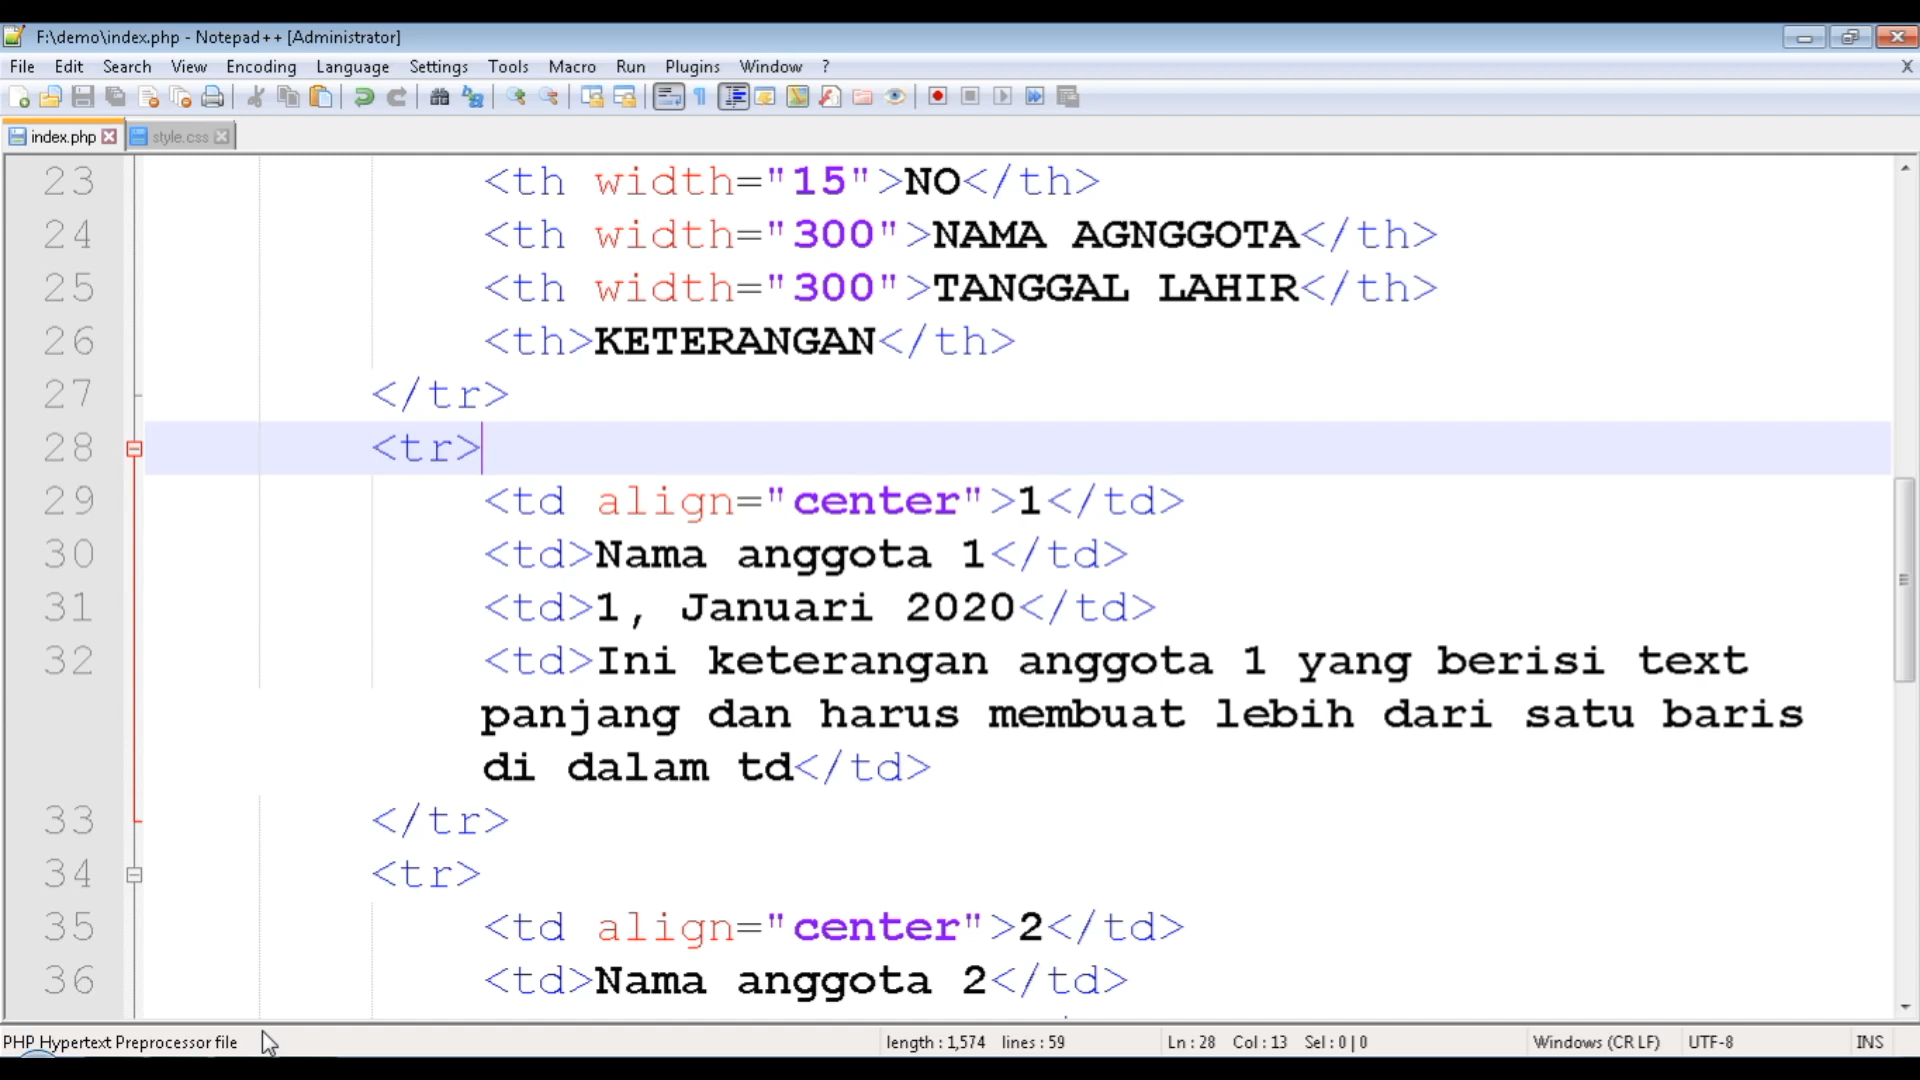 F:\demo\index.php - Notepad++ [Administrator]
File Edit Search View Encoding Language Settings Tools Macro Run Plugins Window ? X
index.php style.css
23 <th width="15">NO</th>
24 <th width="300">NAMA AGNGGOTA</th>
25 <th width="300">TANGGAL LAHIR</th>
26 <th>KETERANGAN</th>
27 </tr>
28 <tr>
29 <td align="center">1</td>
30 <td>Nama anggota 1</td>
31 <td>1, Januari 2020</td>
32 <td>Ini keterangan anggota 1 yang berisi text
panjang dan harus membuat lebih dari satu baris
di dalam td</td>
33 </tr>
34 <tr>
35 <td align="center">2</td>
36 <td>Nama anggota 2</td>
PHP Hypertext Preprocessor file length : 1,574 lines : 59 Ln : 28 Col : 13 Sel : 0 | 0 Windows (CR LF) UTF-8 INS